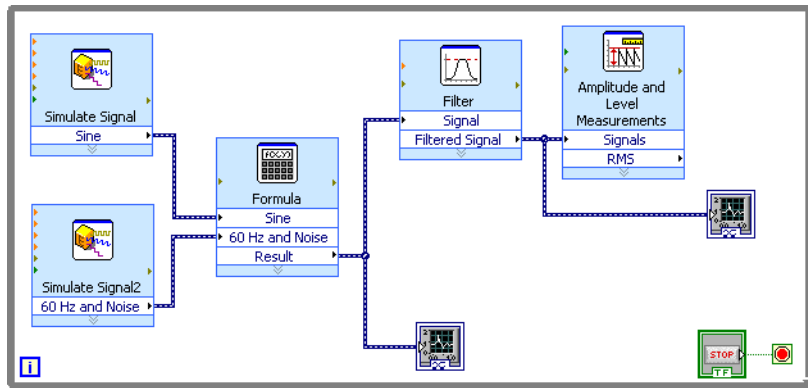 Simulate Signal
Sine
Simulate Signal2
60 Hz and Noise
f(X,Y)
Formula
Sine
60 Hz and Noise
Result
Filter
Signal
Filtered Signal
Amplitude and
Level
Measurements
Signals
RMS
STOP
TF
i